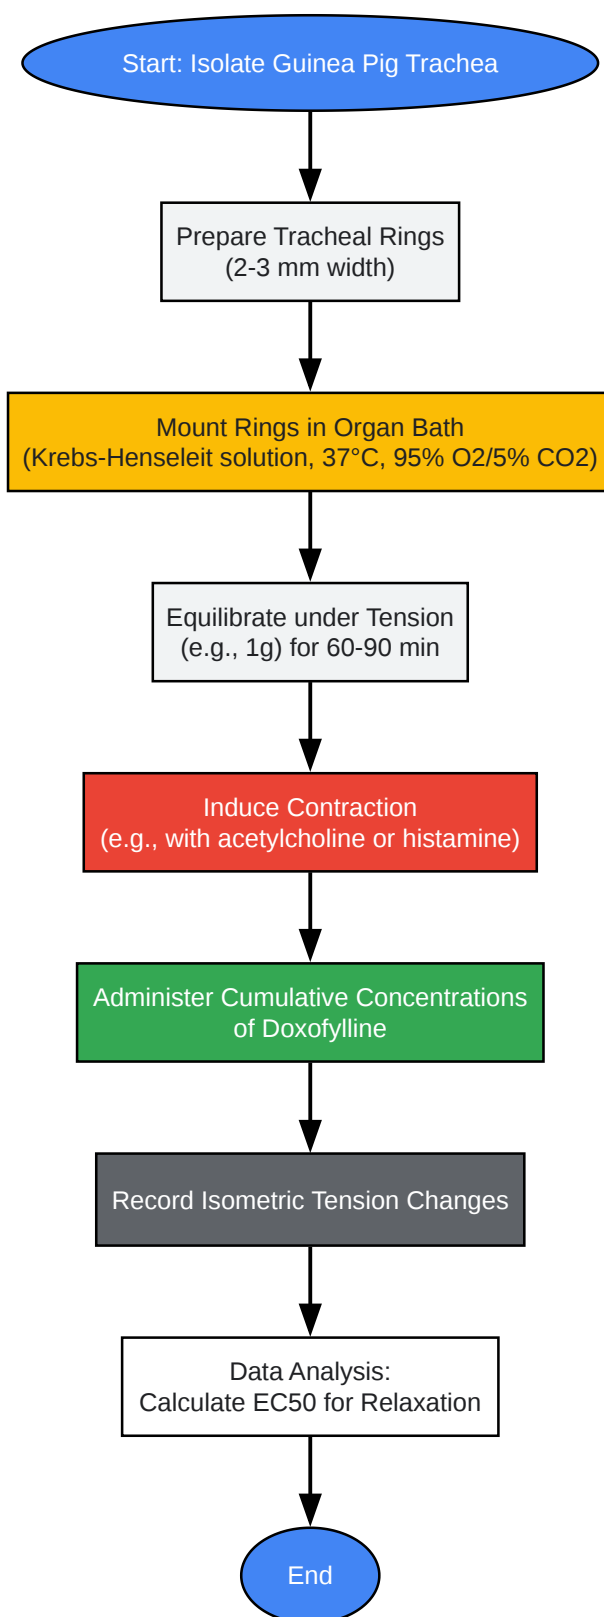 Start: Isolate Guinea Pig Trachea
Prepare Tracheal Rings
(2-3 mm width)
Mount Rings in Organ Bath
(Krebs-Henseleit solution, 37°C, 95% O2/5% CO2)
Equilibrate under Tension
(e.g., 1g) for 60-90 min
Induce Contraction
(e.g., with acetylcholine or histamine)
Administer Cumulative Concentrations
of Doxofylline
Record Isometric Tension Changes
Data Analysis:
Calculate EC50 for Relaxation
End